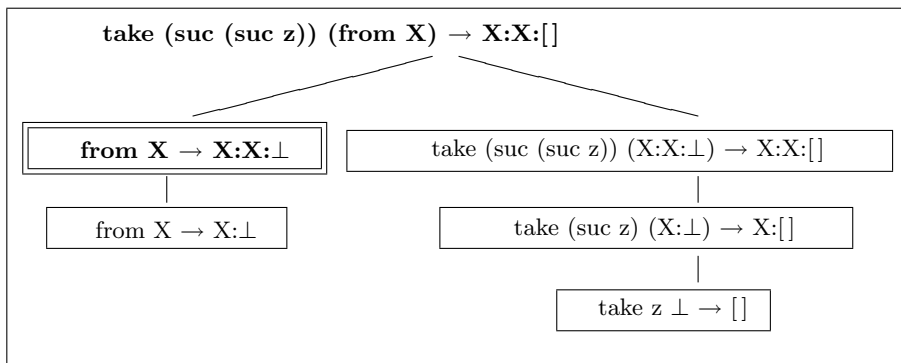 take (suc (suc z)) (from X) → X:X:[ ]
from X → X:X:⊥
take (suc (suc z)) (X:X:⊥) → X:X:[ ]
from X → X:⊥
take (suc z) (X:⊥) → X:[ ]
take z ⊥ → [ ]